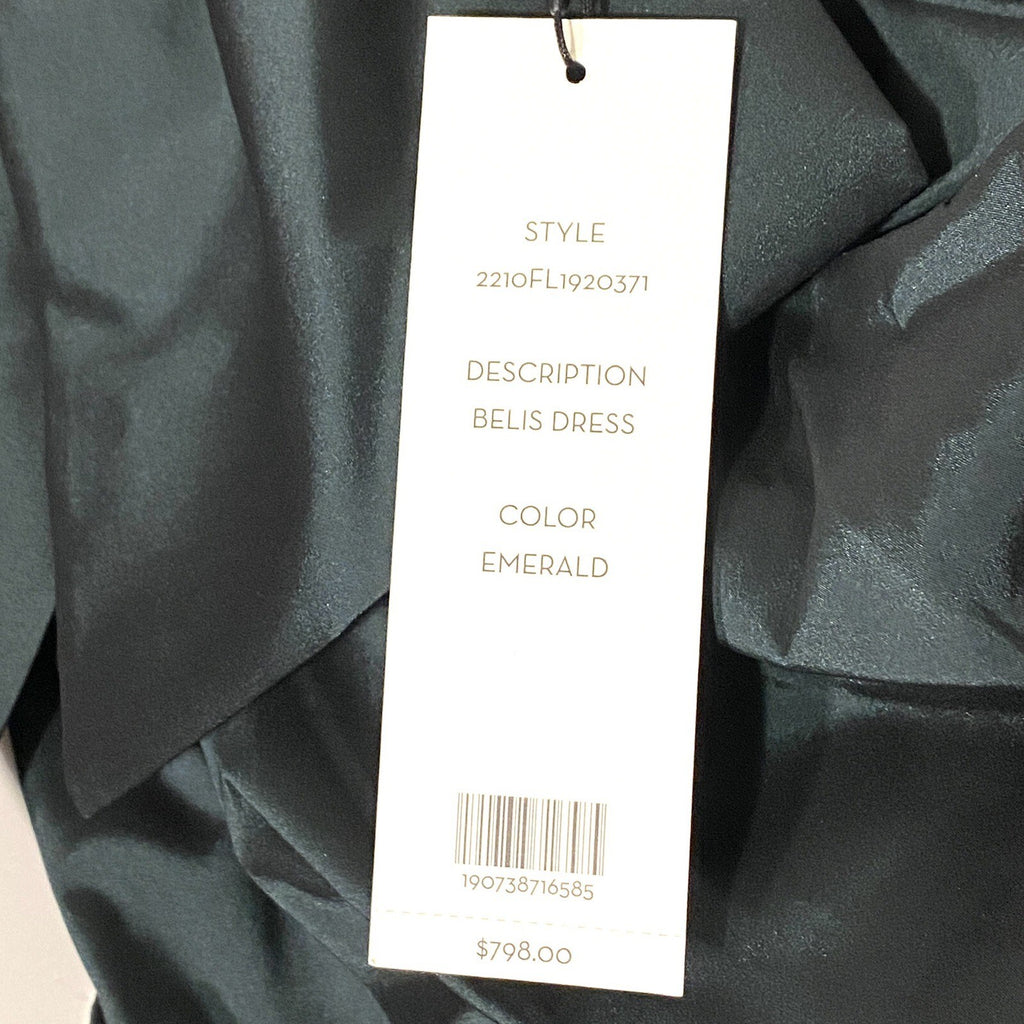 STYLE
2210FL1920371
DESCRIPTION
BELIS DRESS
COLOR
EMERALD
190738716585
$798.00